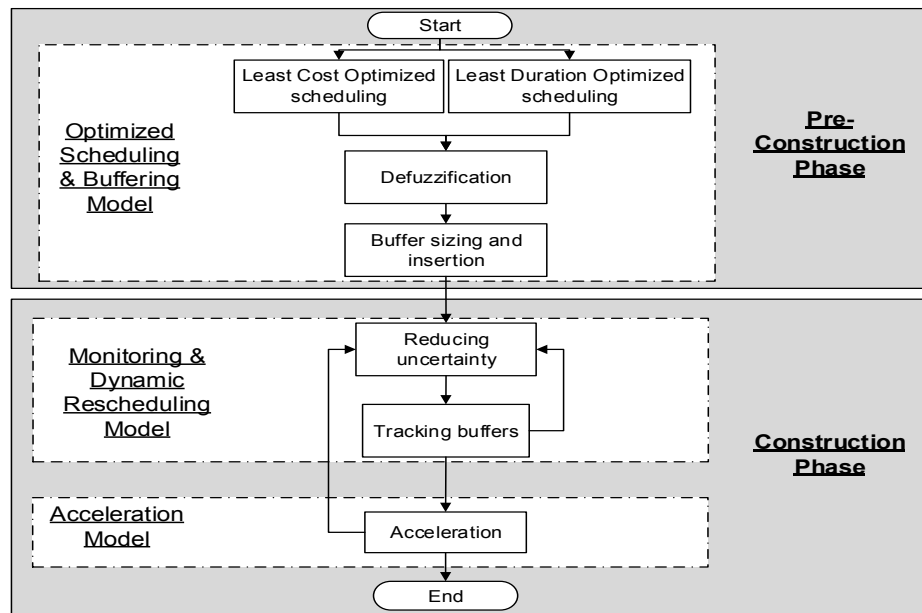 Start
Least Cost Optimized
scheduling
Least Duration Optimized
scheduling
Optimized
Scheduling
& Buffering
Model
Defuzzification
Buffer sizing and
insertion
Pre-
Construction
Phase
Monitoring &
Dynamic
Rescheduling
Model
Reducing
uncertainty
Tracking buffers
Construction
Phase
Acceleration
Model
Acceleration
End